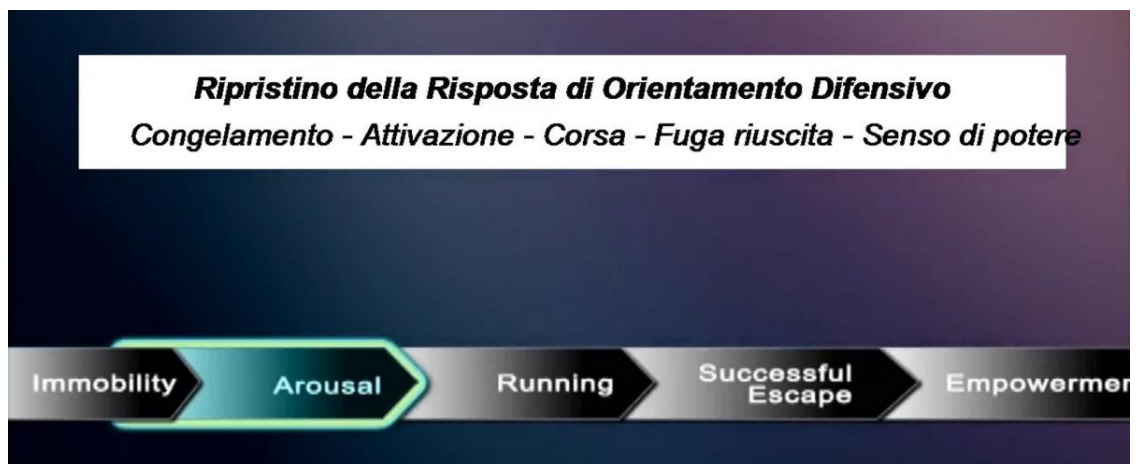 Ripristino della Risposta di Orientamento Difensivo
Congelamento - Attivazione - Corsa - Fuga riuscita - Senso di potere
Immobility
Arousal
Running
Successful
Escape
Empowermen